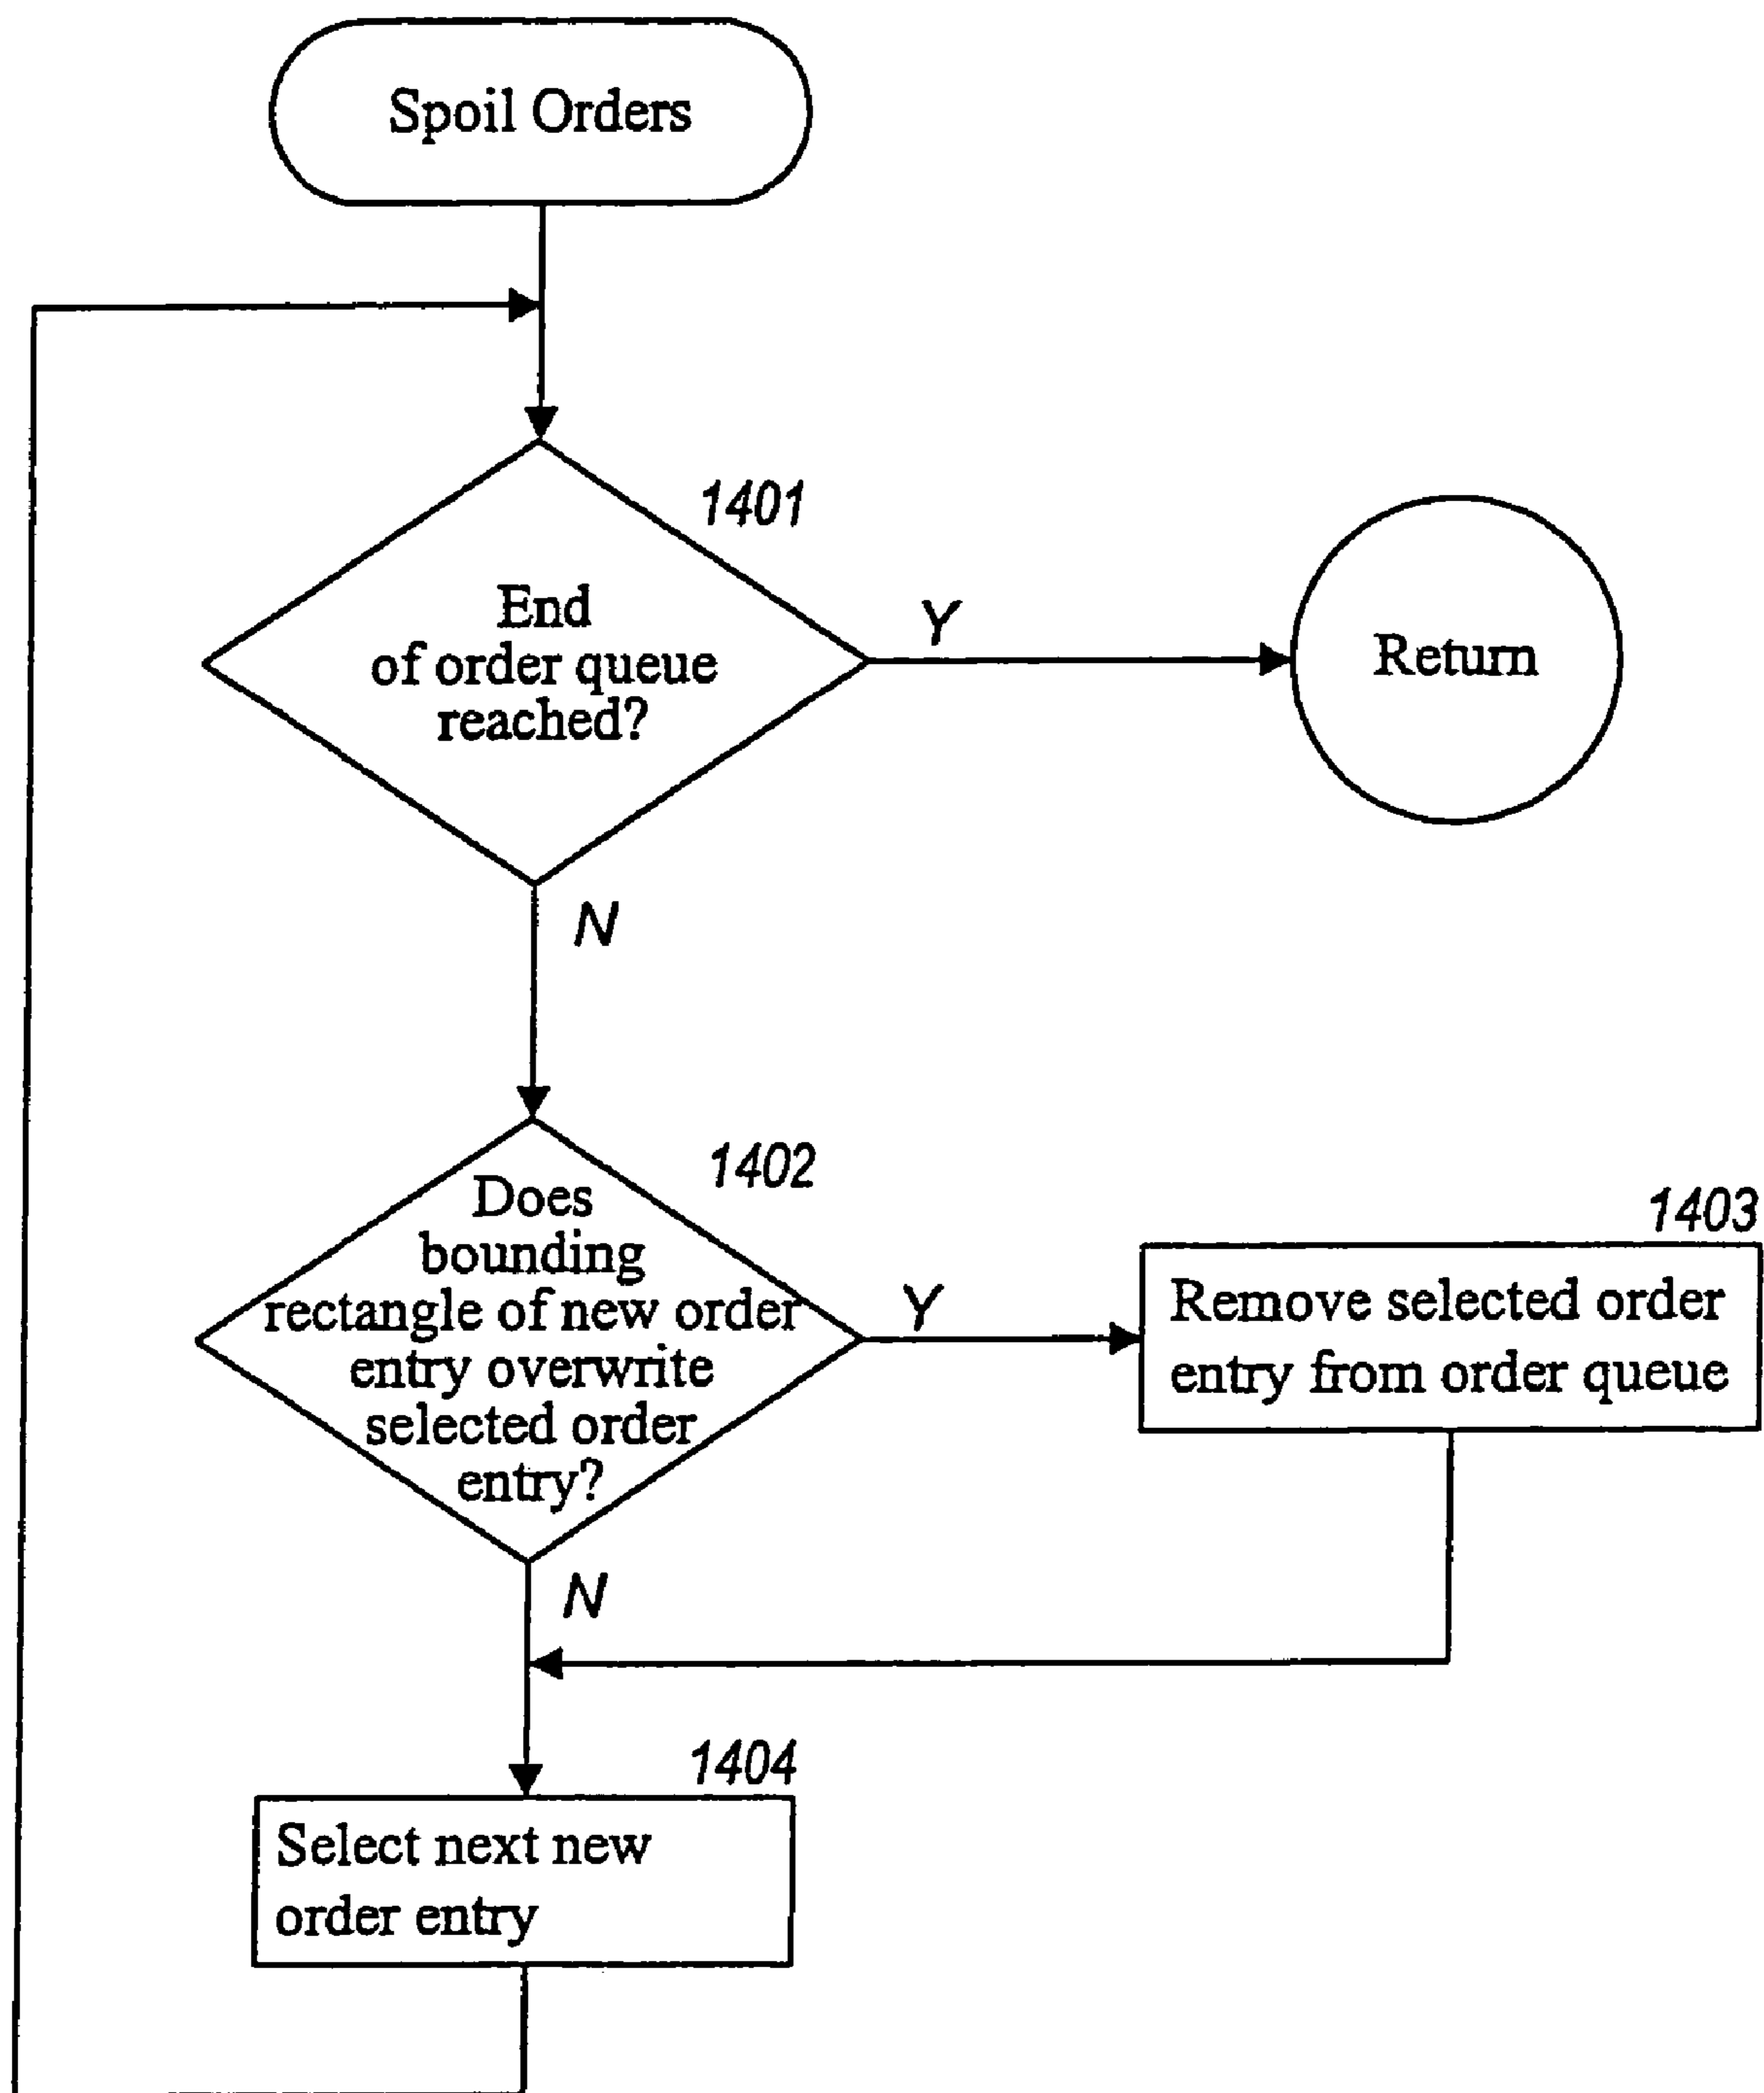 Spoil Orders
1401
End
of order queue
reached?
Y
Return
N
1402
Does
bounding
rectangle of new order
entry overwrite
selected order
entry?
Y
1403
Remove selected order
entry from order queue
N
1404
Select next new
order entry